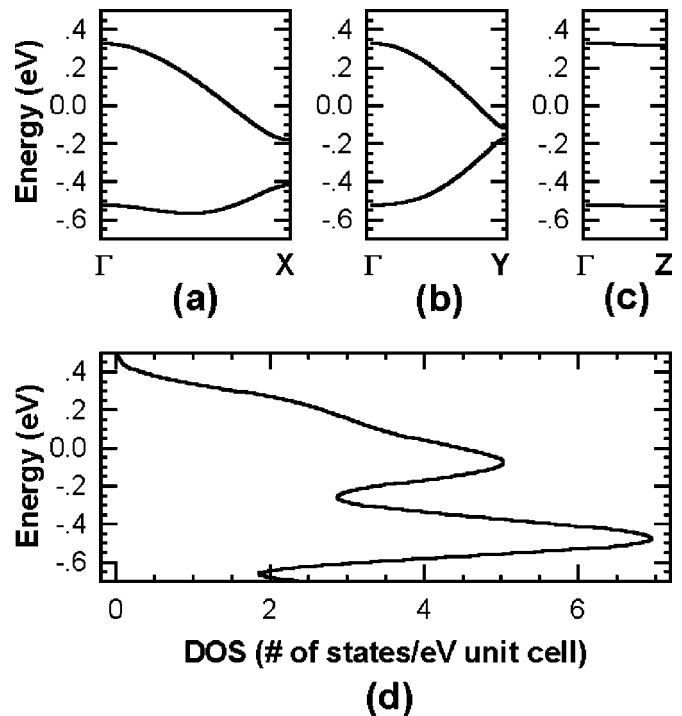 Energy (eV)
.4
.2
0.0
-.2
-.4
-.6
Γ X
(a)
.4
.2
0.0
-.2
-.4
-.6
Γ Y
(b)
.4
.2
0.0
-.2
-.4
-.6
Γ Z
(c)
Energy (eV)
.4
.2
0.0
-.2
-.4
-.6
0 2 4 6
DOS (# of states/eV unit cell)
(d)